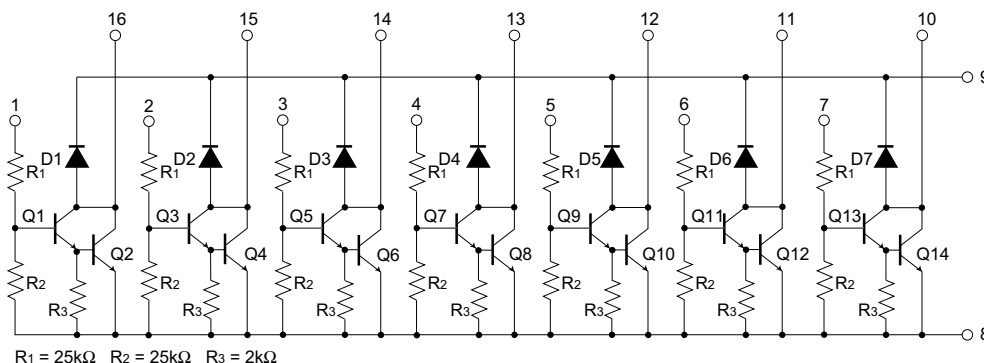 16 15 14 13 12 11 10
9
1 2 3 4 5 6 7
D1 D2 D3 D4 D5 D6 D7
R1 R1 R1 R1 R1 R1 R1
Q1 Q3 Q5 Q7 Q9 Q11 Q13
Q2 Q4 Q6 Q8 Q10 Q12 Q14
R2 R2 R2 R2 R2 R2 R2
R3 R3 R3 R3 R3 R3 R3
8
R1 = 25kΩ R2 = 25kΩ R3 = 2kΩ